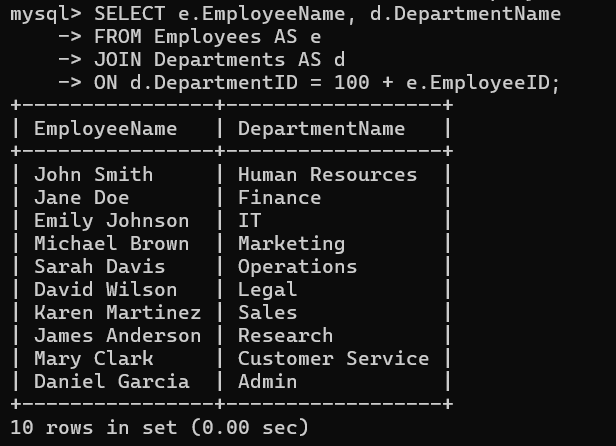 mysql> SELECT e.EmployeeName, d.DepartmentName
    -> FROM Employees AS e
    -> JOIN Departments AS d
    -> ON d.DepartmentID = 100 + e.EmployeeID;
+----------------+------------------+
| EmployeeName   | DepartmentName   |
+----------------+------------------+
| John Smith     | Human Resources  |
| Jane Doe       | Finance          |
| Emily Johnson  | IT               |
| Michael Brown  | Marketing        |
| Sarah Davis    | Operations       |
| David Wilson   | Legal            |
| Karen Martinez | Sales            |
| James Anderson | Research         |
| Mary Clark     | Customer Service |
| Daniel Garcia  | Admin            |
+----------------+------------------+
10 rows in set (0.00 sec)